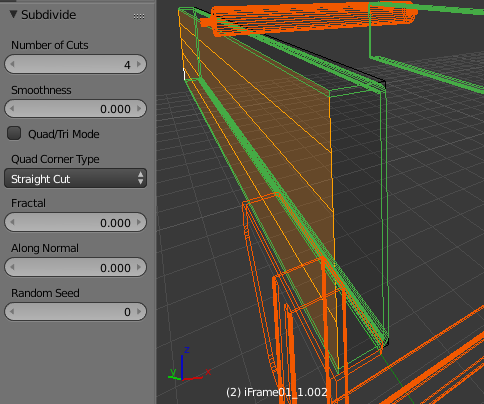 Subdivide
Number of Cuts
4
Smoothness
0.000
Quad/Tri Mode
Quad Corner Type
Straight Cut
Fractal
0.000
Along Normal
0.000
Random Seed
0
z
y
(2) iFrame01_1.002